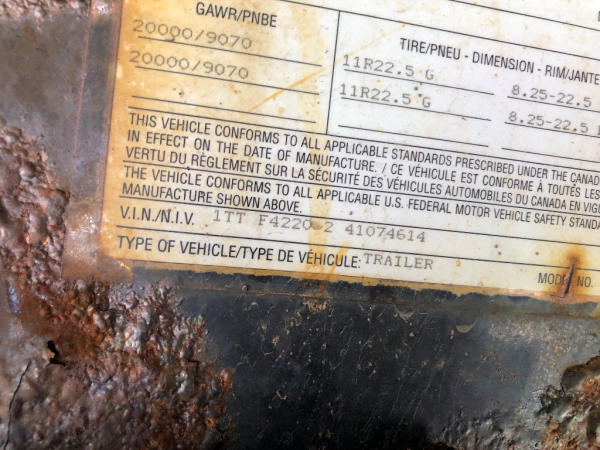 GAWR/PNBE
20000/9070
20000/9070
TIRE/PNEU - DIMENSION - RIM/JANTE
11R22.5 G 8.25-22.5
11R22.5 G 8.25-22.5
THIS VEHICLE CONFORMS TO ALL APPLICABLE STANDARDS PRESCRIBED UNDER THE CANAD
IN EFFECT ON THE DATE OF MANUFACTURE. / CE VÉHICULE EST CONFORME À TOUTES LES
VERTU DU RÈGLEMENT SUR LA SÉCURITÉ DES VÉHICULES AUTOMOBILES DU CANADA EN VIGU
THE VEHICLE CONFORMS TO ALL APPLICABLE U.S. FEDERAL MOTOR VEHICLE SAFETY STANDA
MANUFACTURE SHOWN ABOVE.
V.I.N./N.I.V. 1TT F4220 2 41074614
TYPE OF VEHICLE/TYPE DE VÉHICULE: TRAILER
MODEL NO.